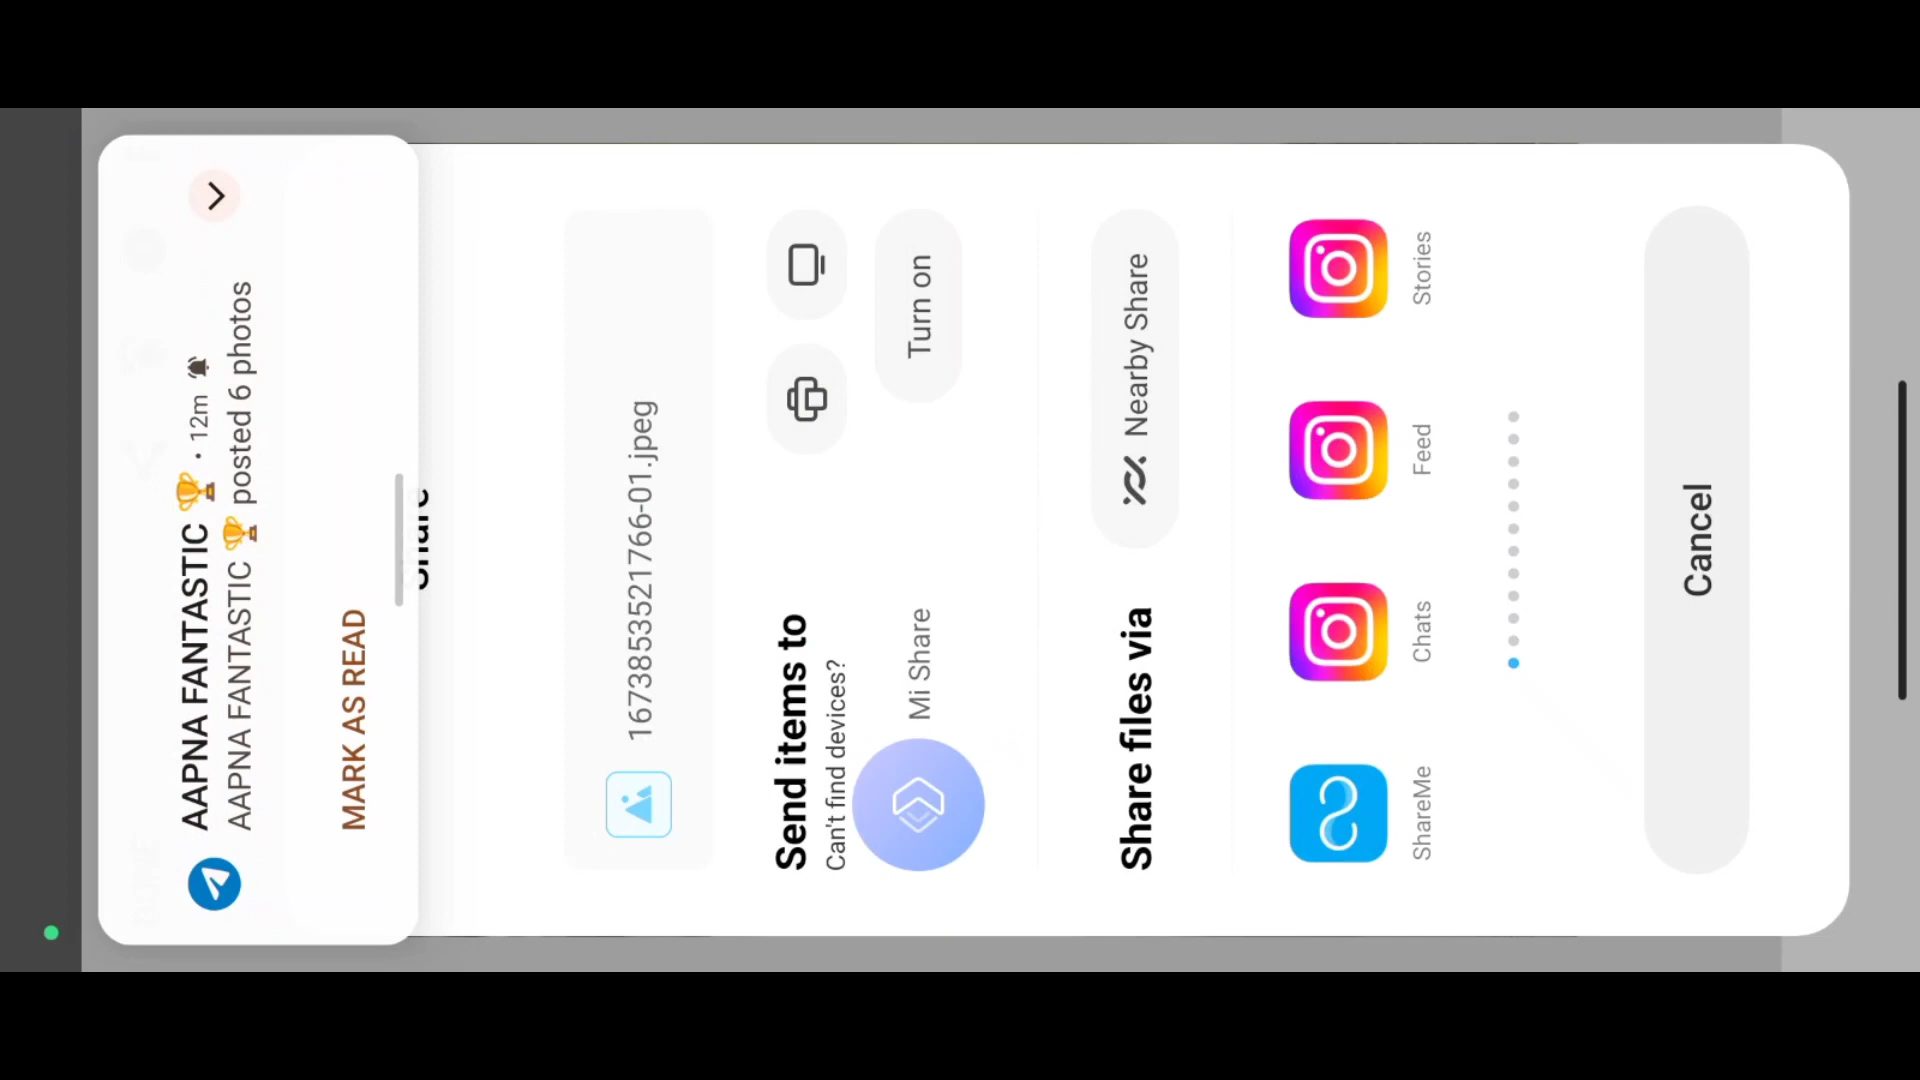 AAPNA FANTASTIC 🏆 · 12m
AAPNA FANTASTIC 🏆 posted 6 photos
MARK AS READ
Share
1673853521766-01.jpeg
Send items to
Can't find devices?
Mi Share
Turn on
Share files via
Nearby Share
ShareMe
Chats
Feed
Stories
Cancel